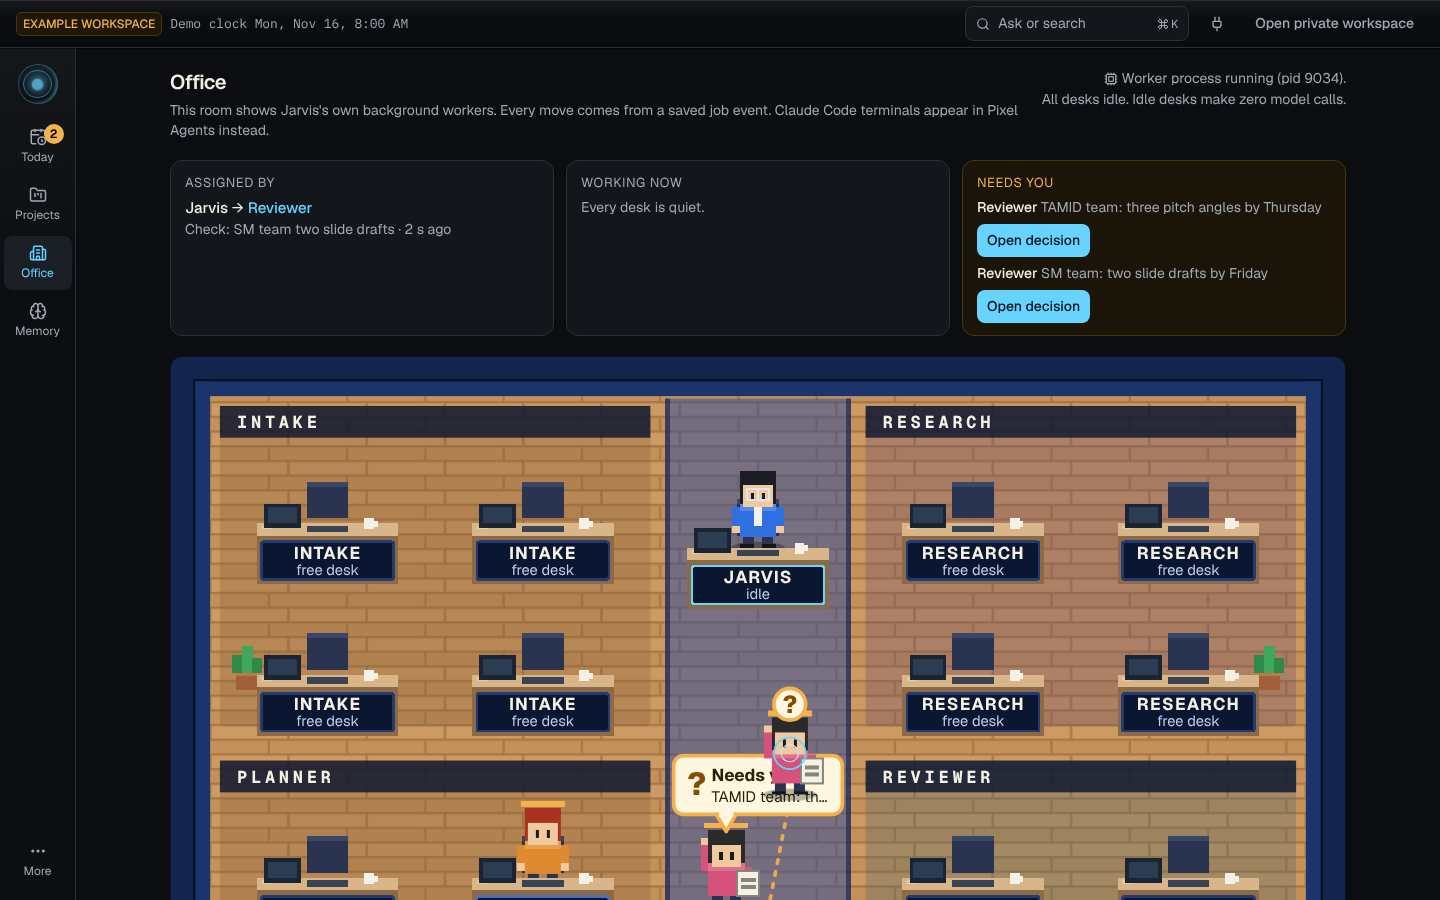 EXAMPLE WORKSPACE Demo clock Mon, Nov 16, 8:00 AM
Ask or search ⌘K
Open private workspace
2
Today
Projects
Office
Memory
More
Office
This room shows Jarvis's own background workers. Every move comes from a saved job event. Claude Code terminals appear in Pixel
Agents instead.
Worker process running (pid 9034).
All desks idle. Idle desks make zero model calls.
ASSIGNED BY
Jarvis → Reviewer
Check: SM team two slide drafts · 2 s ago
WORKING NOW
Every desk is quiet.
NEEDS YOU
Reviewer TAMID team: three pitch angles by Thursday
Open decision
Reviewer SM team: two slide drafts by Friday
Open decision
INTAKE
INTAKE
free desk
INTAKE
free desk
INTAKE
free desk
INTAKE
free desk
JARVIS
idle
RESEARCH
RESEARCH
free desk
RESEARCH
free desk
RESEARCH
free desk
RESEARCH
free desk
?
? Needs
TAMID team: th…
PLANNER
REVIEWER